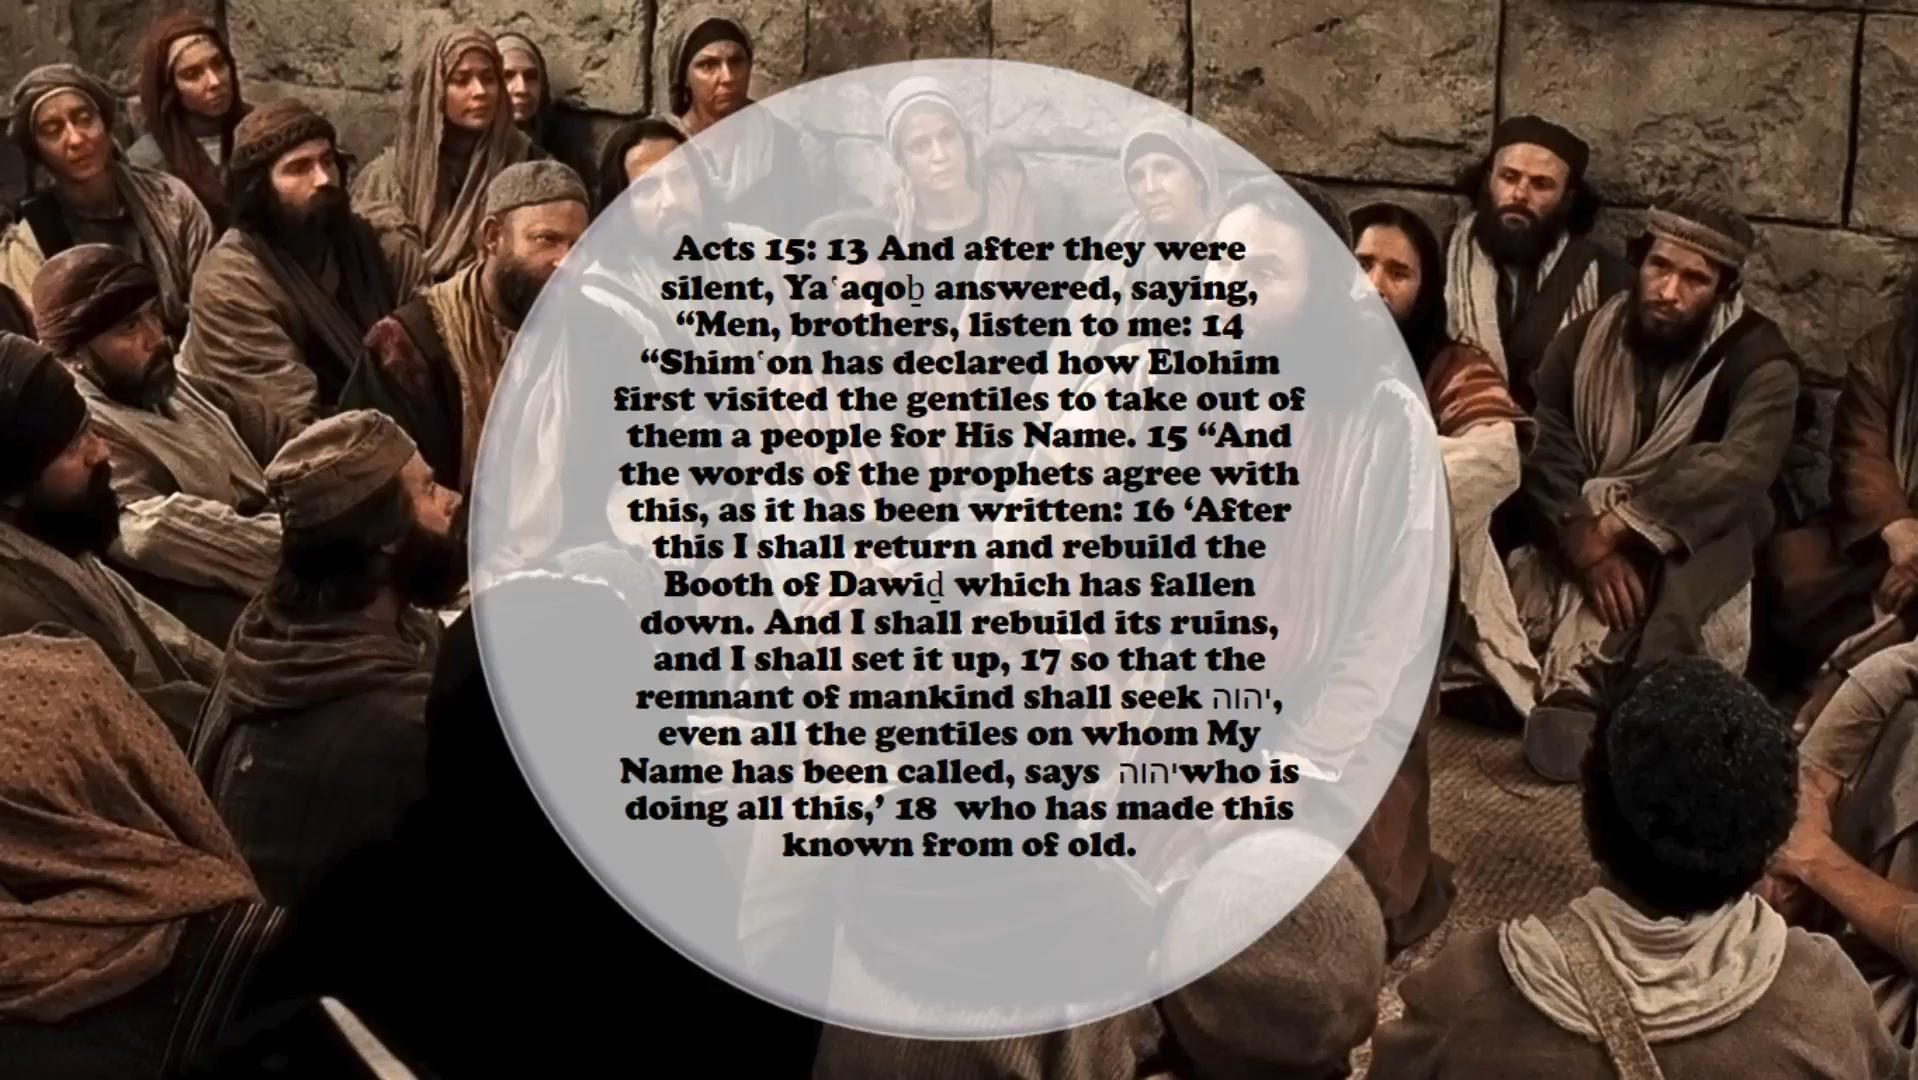 Acts 15: 13 And after they were
silent, Yaʽaqoḇ answered, saying,
“Men, brothers, listen to me: 14
“Shimʽon has declared how Elohim
first visited the gentiles to take out of
them a people for His Name. 15 “And
the words of the prophets agree with
this, as it has been written: 16 ‘After
this I shall return and rebuild the
Booth of Dawiḏ which has fallen
down. And I shall rebuild its ruins,
and I shall set it up, 17 so that the
remnant of mankind shall seek יהוה,
even all the gentiles on whom My
Name has been called, says יהוה who is
doing all this,’ 18 who has made this
known from of old.